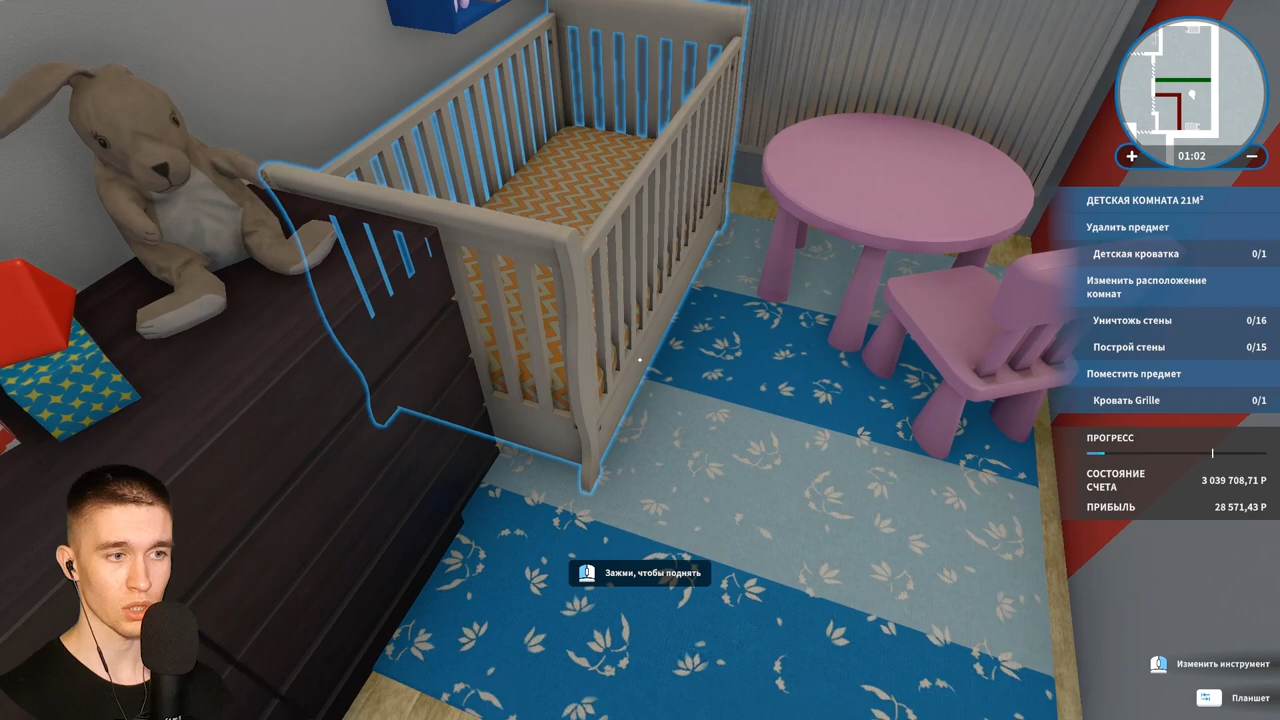 01:02
ДЕТСКАЯ КОМНАТА 21М²
Удалить предмет
Детская кроватка 0/1
Изменить расположение
комнат
Уничтожь стены 0/16
Построй стены 0/15
Поместить предмет
Кровать Grille 0/1
ПРОГРЕСС
СОСТОЯНИЕ
СЧЕТА 3 039 708,71 Р
ПРИБЫЛЬ 28 571,43 Р
Зажми, чтобы поднять
Изменить инструмент
Планшет